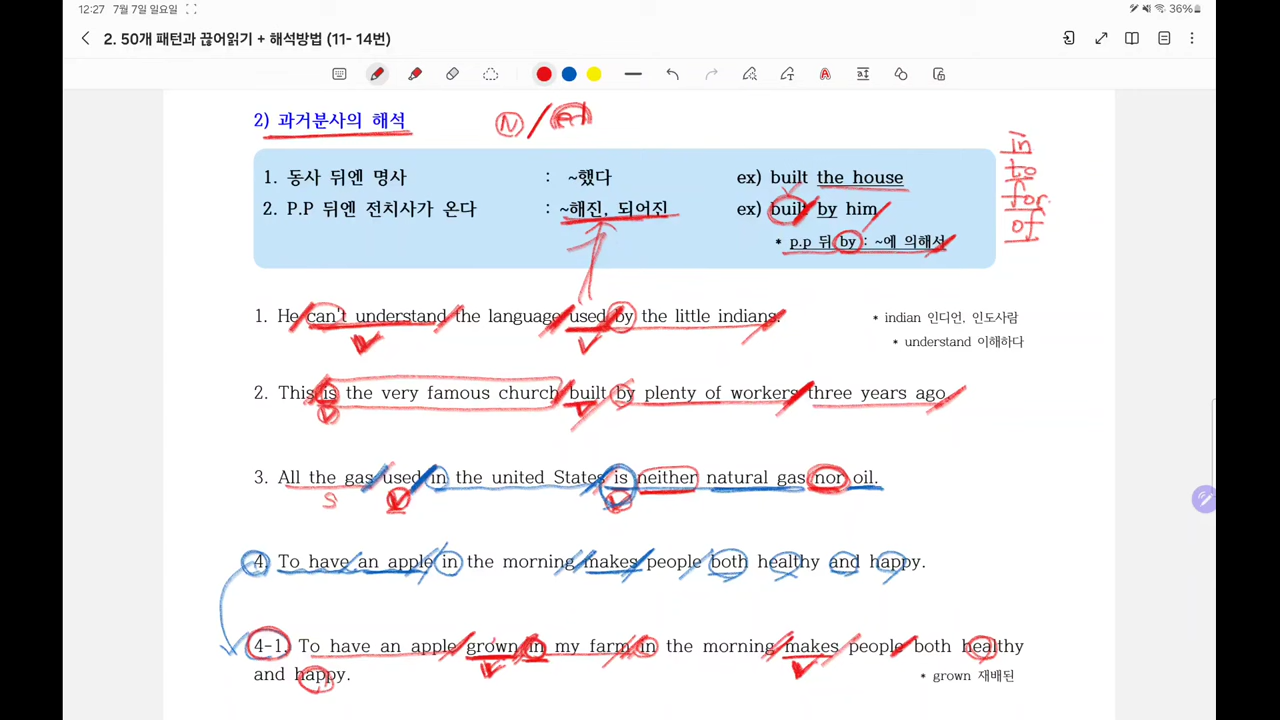 12:27 7월 7일 일요일 36%
2. 50개 패턴과 끊어읽기 + 해석방법 (11- 14번)
2) 과거분사의 해석 N / 전
1. 동사 뒤엔 명사 : ~했다 ex) built the house
2. P.P 뒤엔 전치사가 온다 : ~해진, 되어진 ex) built by him
* p.p 뒤 by : ~에 의해서
1. He can't understand the language used by the little indians. * indian 인디언, 인도사람
* understand 이해하다
2. This is the very famous church built by plenty of workers three years ago.
3. All the gas used in the united States is neither natural gas nor oil.
S V V
4. To have an apple in the morning makes people both healthy and happy.
4-1. To have an apple grown in my farm in the morning makes people both healthy
and happy. * grown 재배된